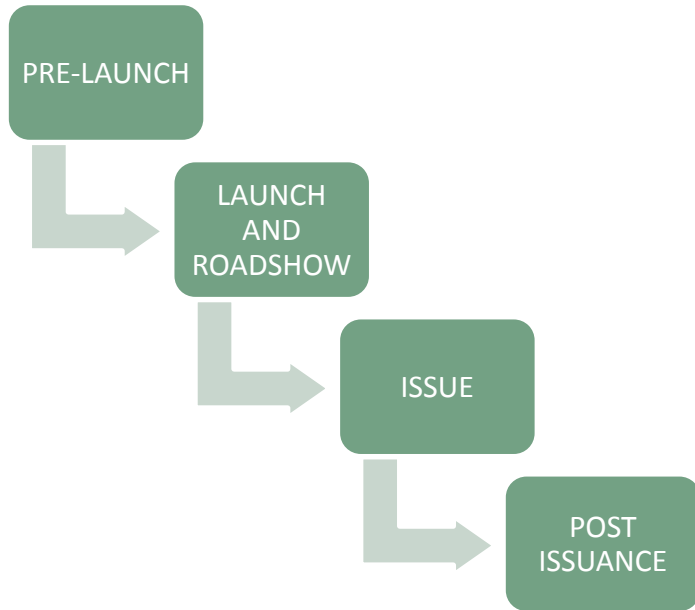 PRE-LAUNCH
LAUNCH
AND
ROADSHOW
ISSUE
POST
ISSUANCE